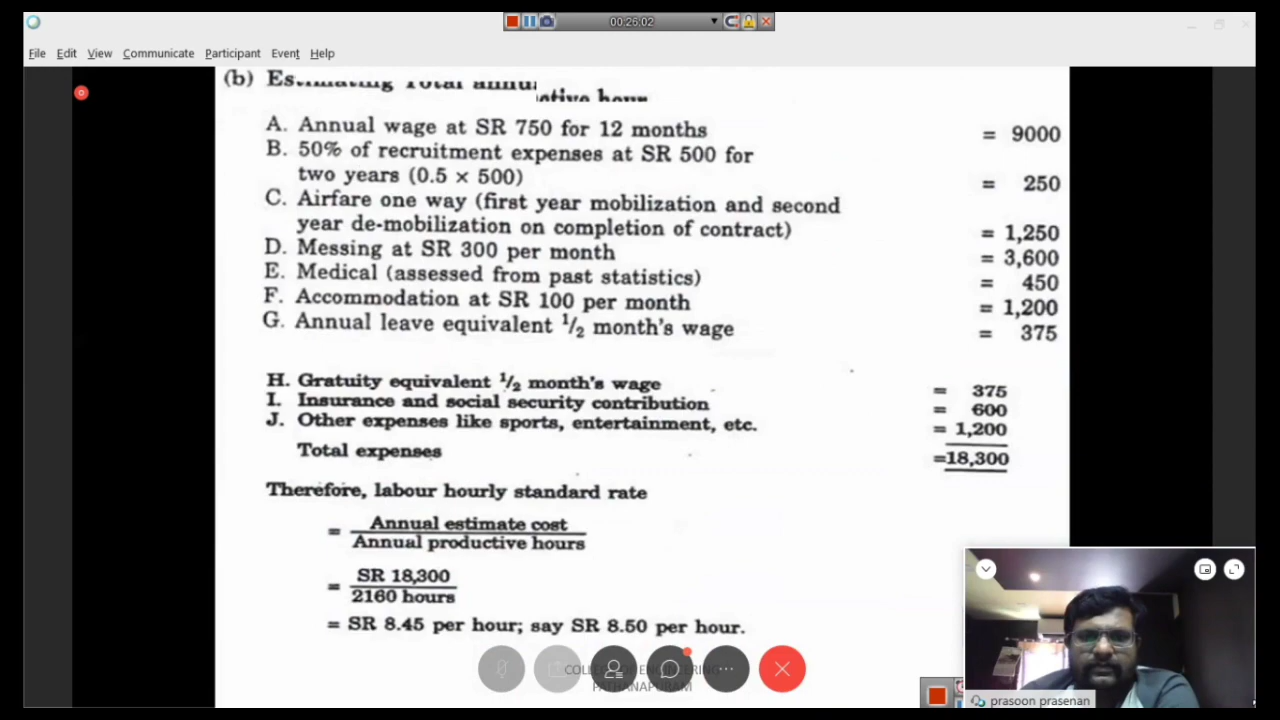 00:25:02
File Edit View Communicate Participant Event Help
(b) Estimating Total annu
ctive hour
A. Annual wage at SR 750 for 12 months = 9000
B. 50% of recruitment expenses at SR 500 for
two years (0.5 × 500) = 250
C. Airfare one way (first year mobilization and second
year de-mobilization on completion of contract) = 1,250
D. Messing at SR 300 per month = 3,600
E. Medical (assessed from past statistics) = 450
F. Accommodation at SR 100 per month = 1,200
G. Annual leave equivalent 1/2 month's wage = 375
H. Gratuity equivalent 1/2 month's wage = 375
I. Insurance and social security contribution = 600
J. Other expenses like sports, entertainment, etc. = 1,200
Total expenses =18,300
Therefore, labour hourly standard rate
= Annual estimate cost
Annual productive hours
= SR 18,300
2160 hours
= SR 8.45 per hour; say SR 8.50 per hour.
PATHANAPURAM
prasoon prasenan